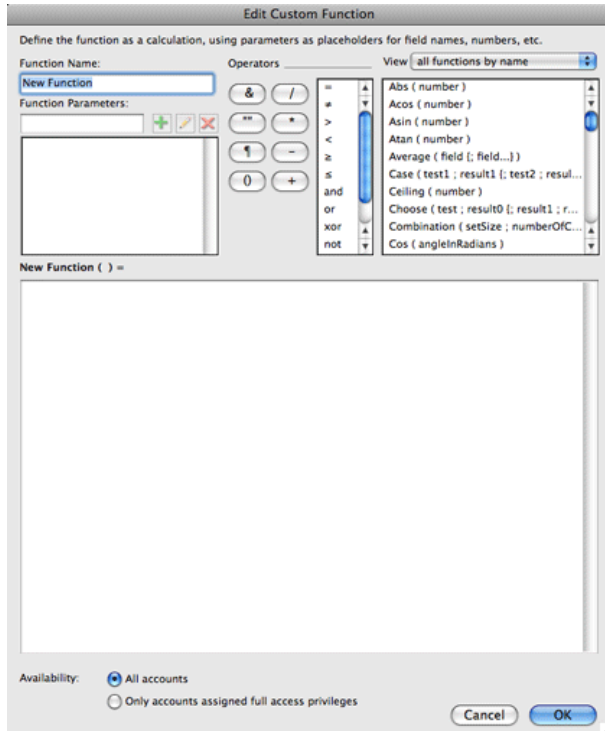 Edit Custom Function
Define the function as a calculation, using parameters as placeholders for field names, numbers, etc.
Function Name:
New Function
Function Parameters:
Operators
& /
"" *
¶ -
() +
=
≠
>
<
≥
≤
and
or
xor
not
View all functions by name
Abs ( number )
Acos ( number )
Asin ( number )
Atan ( number )
Average ( field {; field...} )
Case ( test1 ; result1 {; test2 ; resul...
Ceiling ( number )
Choose ( test ; result0 {; result1 ; r...
Combination ( setSize ; numberOfC...
Cos ( angleInRadians )
New Function ( ) =
Availability:
All accounts
Only accounts assigned full access privileges
Cancel
OK